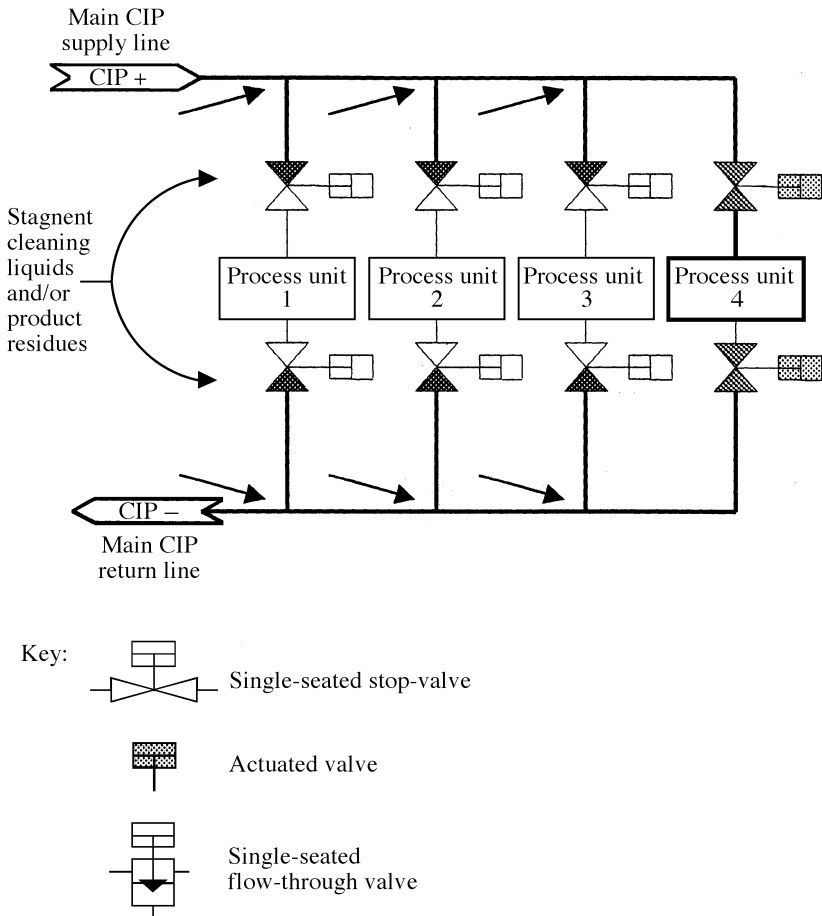 Main CIP
supply line
CIP +
Stagnent
cleaning
liquids
and/or
product
residues
Process unit
1
Process unit
2
Process unit
3
Process unit
4
CIP –
Main CIP
return line
Key:
Single-seated stop-valve
Actuated valve
Single-seated
flow-through valve